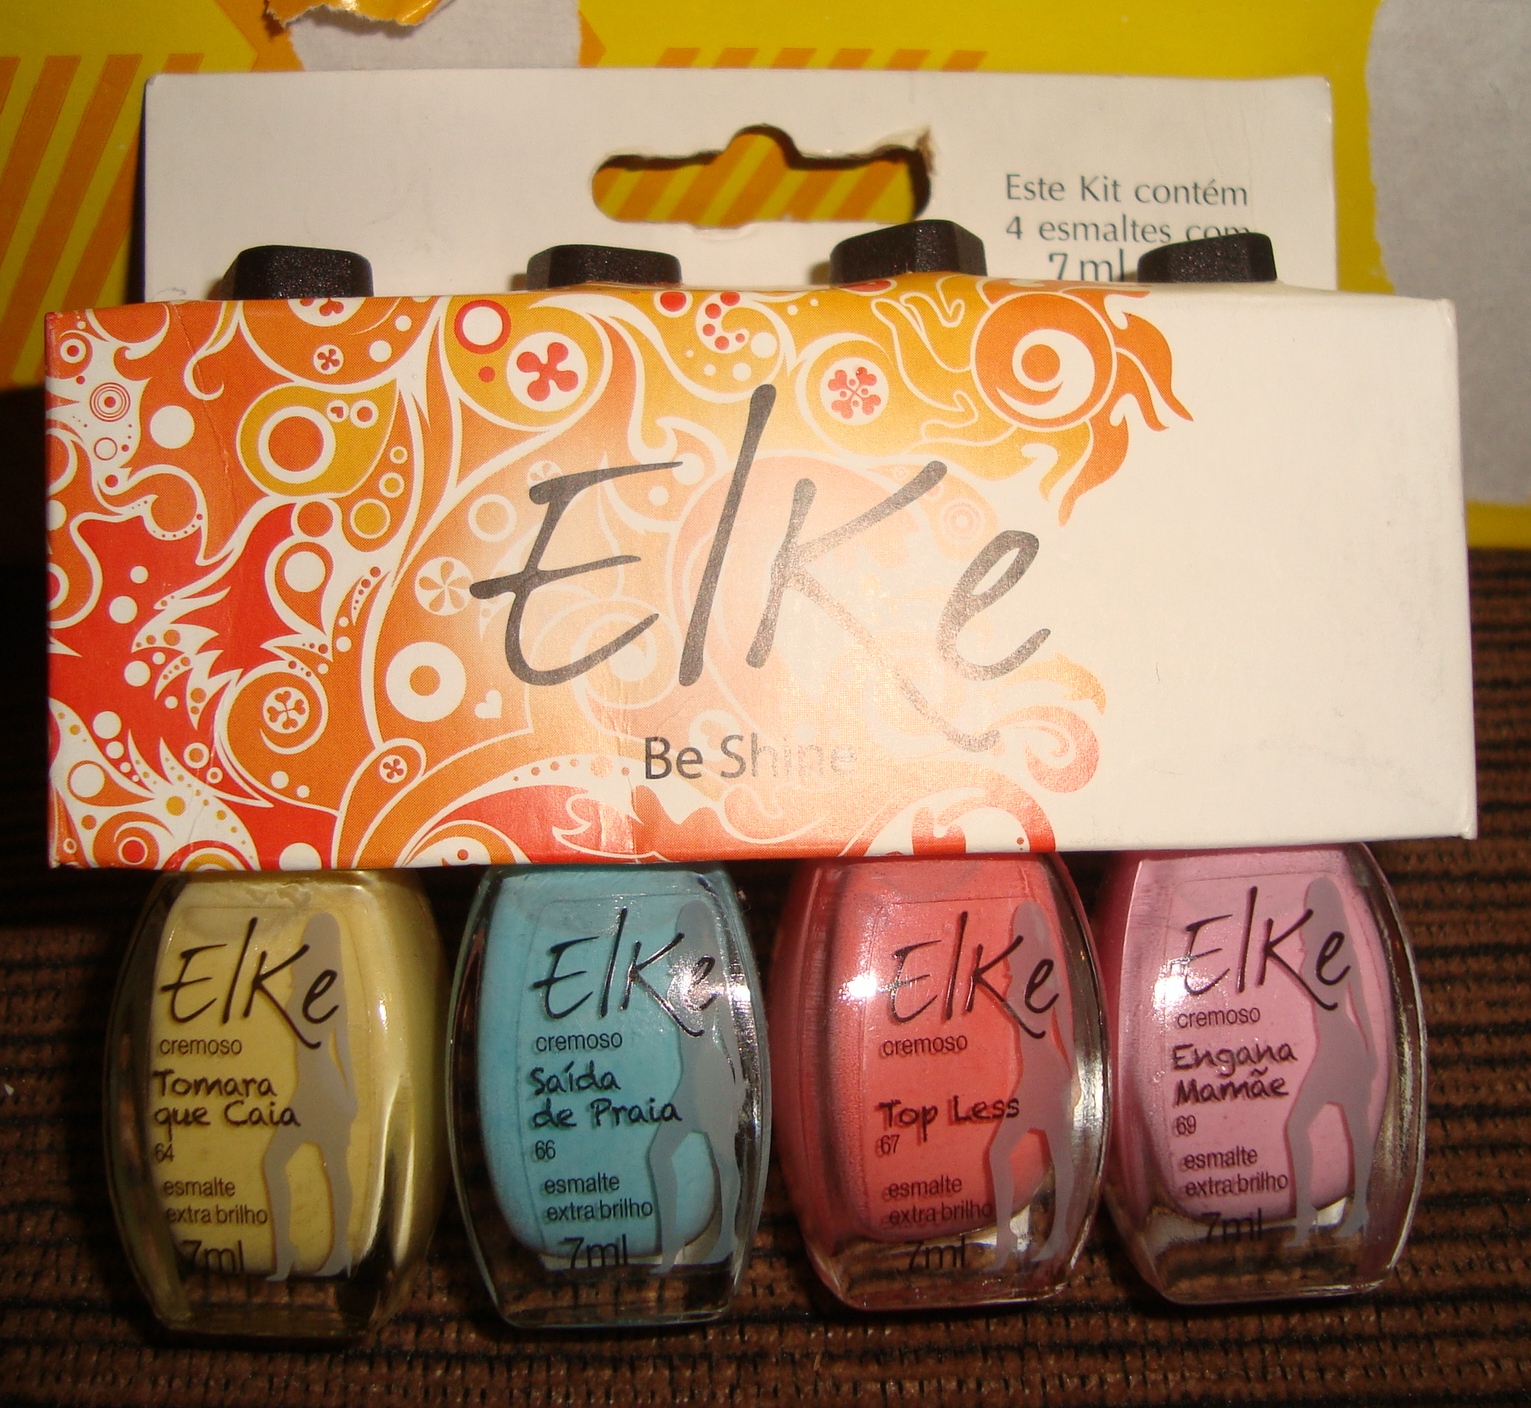 Este Kit contém
4 esmaltes com
7ml
Elke
Be Shine
Elke
cremoso
Tomara
que Caia
64
esmalte
extra brilho
7ml
Elke
cremoso
Saída
de Praia
66
esmalte
extra brilho
7ml
Elke
cremoso
Top Less
67
esmalte
extra brilho
7ml
Elke
cremoso
Engana
Mamãe
69
esmalte
extra brilho
7ml